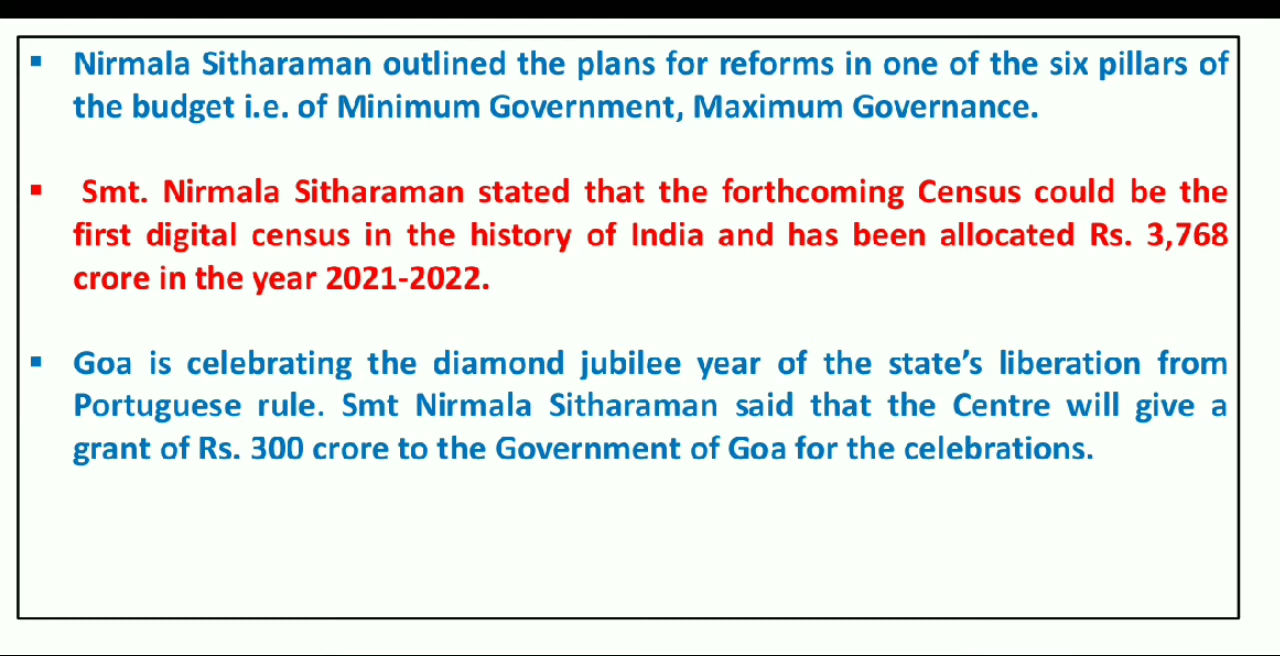 ▪ Nirmala Sitharaman outlined the plans for reforms in one of the six pillars of
the budget i.e. of Minimum Government, Maximum Governance.
▪ Smt. Nirmala Sitharaman stated that the forthcoming Census could be the
first digital census in the history of India and has been allocated Rs. 3,768
crore in the year 2021-2022.
▪ Goa is celebrating the diamond jubilee year of the state’s liberation from
Portuguese rule. Smt Nirmala Sitharaman said that the Centre will give a
grant of Rs. 300 crore to the Government of Goa for the celebrations.